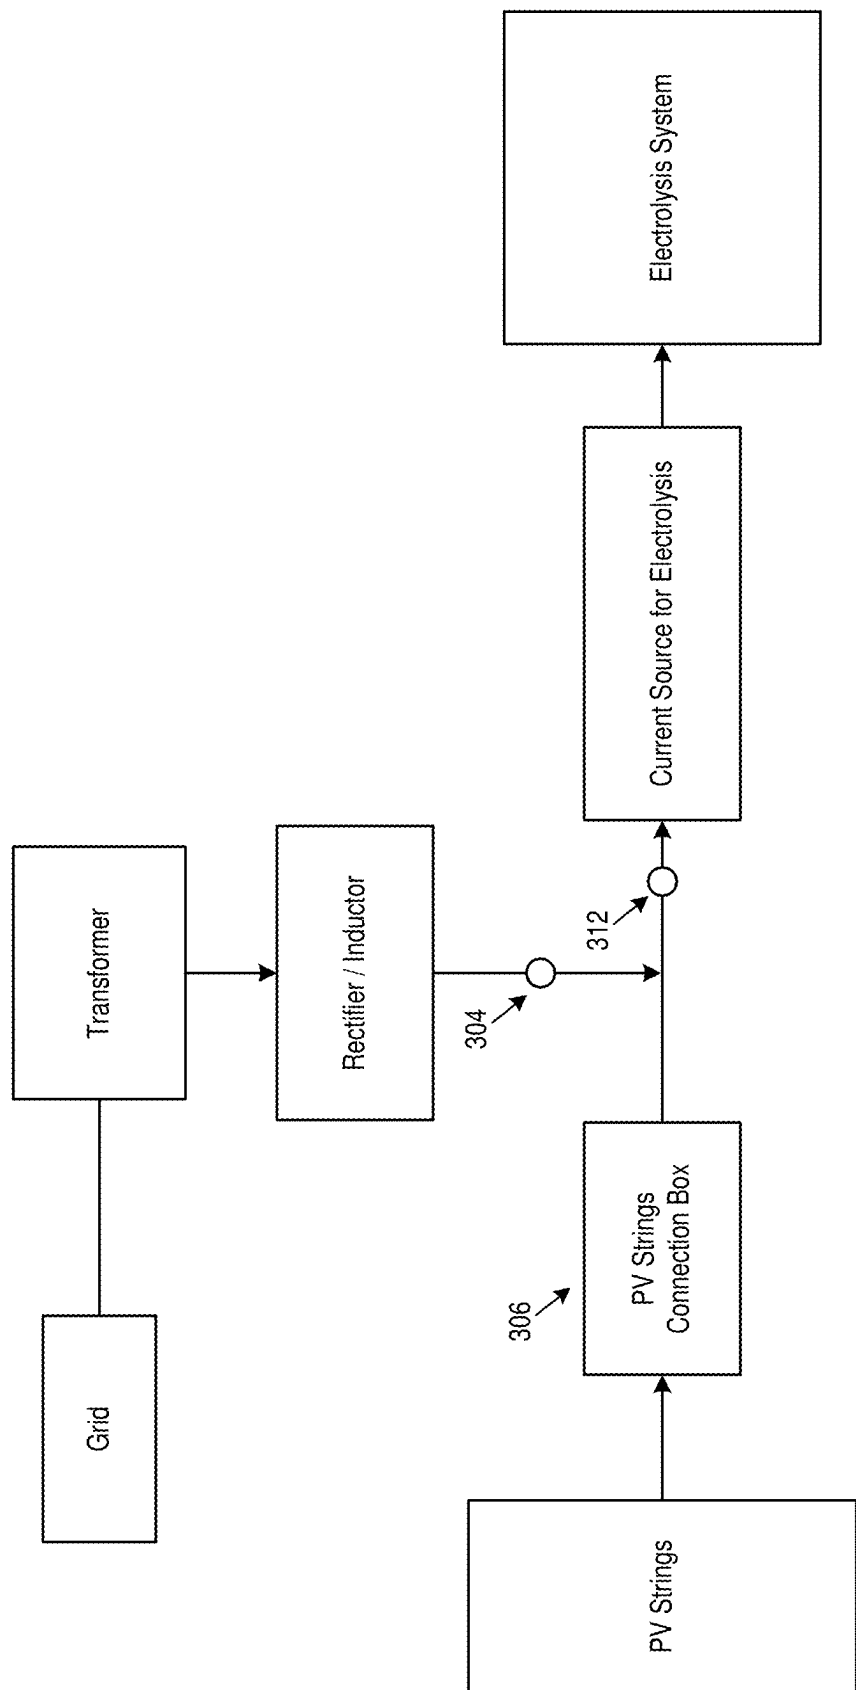 Grid
Transformer
Rectifier / Inductor
304
PV Strings
306
PV Strings
Connection Box
312
Current Source for Electrolysis
Electrolysis System